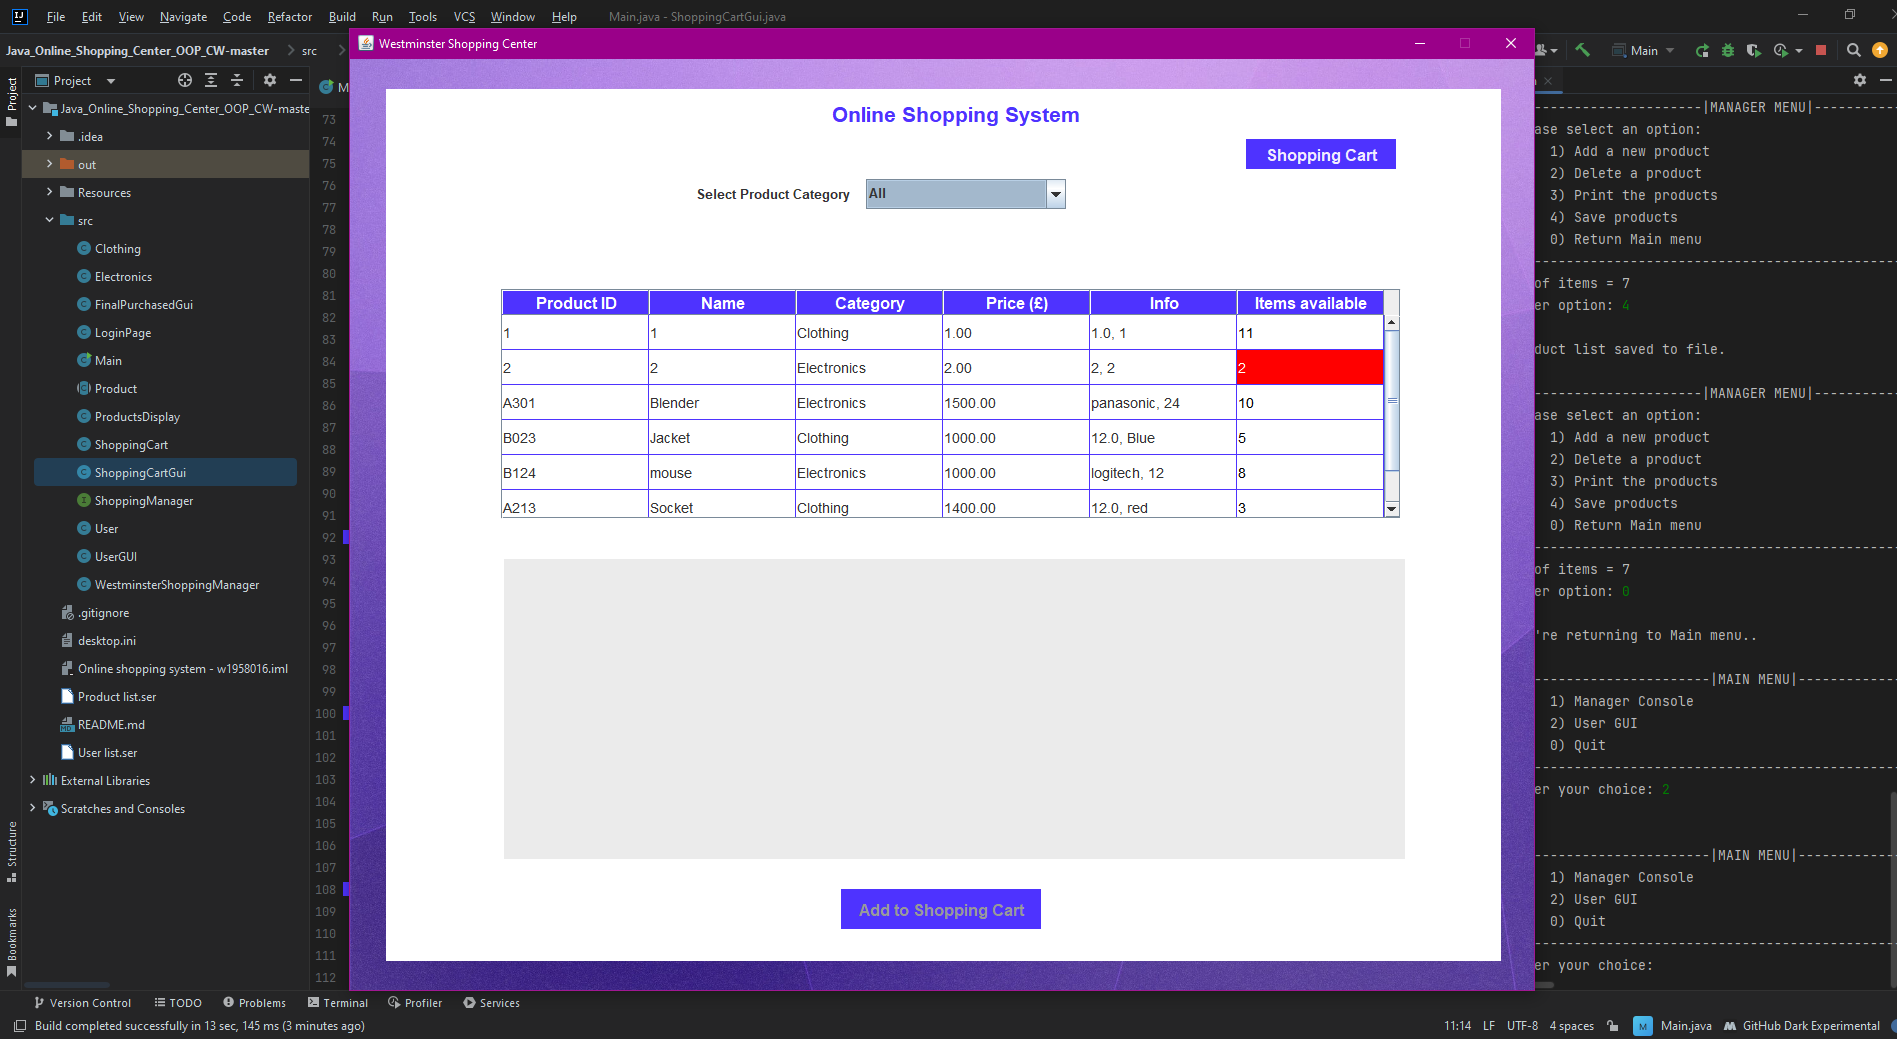 File Edit View Navigate Code Refactor Build Run Tools VCS Window Help Main.java - ShoppingCartGui.java
Java_Online_Shopping_Center_OOP_CW-master src
Project
Java_Online_Shopping_Center_OOP_CW-maste
.idea
out
Resources
src
Clothing
Electronics
FinalPurchasedGui
LoginPage
Main
Product
ProductsDisplay
ShoppingCart
ShoppingCartGui
ShoppingManager
User
UserGUI
WestminsterShoppingManager
.gitignore
desktop.ini
Online shopping system - w1958016.iml
Product list.ser
README.md
User list.ser
External Libraries
Scratches and Consoles
Project
Structure
Bookmarks
M
73
74
75
76
77
78
79
80
81
82
83
84
85
86
87
88
89
90
91
92
93
94
95
96
97
98
99
100
101
102
103
104
105
106
107
108
109
110
111
112
Westminster Shopping Center
Online Shopping System
Shopping Cart
Select Product Category All
Product ID Name Category Price (£) Info Items available
1 1 Clothing 1.00 1.0, 1 11
2 2 Electronics 2.00 2, 2 2
A301 Blender Electronics 1500.00 panasonic, 24 10
B023 Jacket Clothing 1000.00 12.0, Blue 5
B124 mouse Electronics 1000.00 logitech, 12 8
A213 Socket Clothing 1400.00 12.0, red 3
Add to Shopping Cart
Main
--------------------|MANAGER MENU|----------
ase select an option:
1) Add a new product
2) Delete a product
3) Print the products
4) Save products
0) Return Main menu
of items = 7
er option: 4
duct list saved to file.
--------------------|MANAGER MENU|----------
ase select an option:
1) Add a new product
2) Delete a product
3) Print the products
4) Save products
0) Return Main menu
of items = 7
er option: 0
're returning to Main menu..
---------------------|MAIN MENU|------------
1) Manager Console
2) User GUI
0) Quit
er your choice: 2
---------------------|MAIN MENU|------------
1) Manager Console
2) User GUI
0) Quit
er your choice:
Version Control TODO Problems Terminal Profiler Services
Build completed successfully in 13 sec, 145 ms (3 minutes ago) 11:14 LF UTF-8 4 spaces M Main.java GitHub Dark Experimental